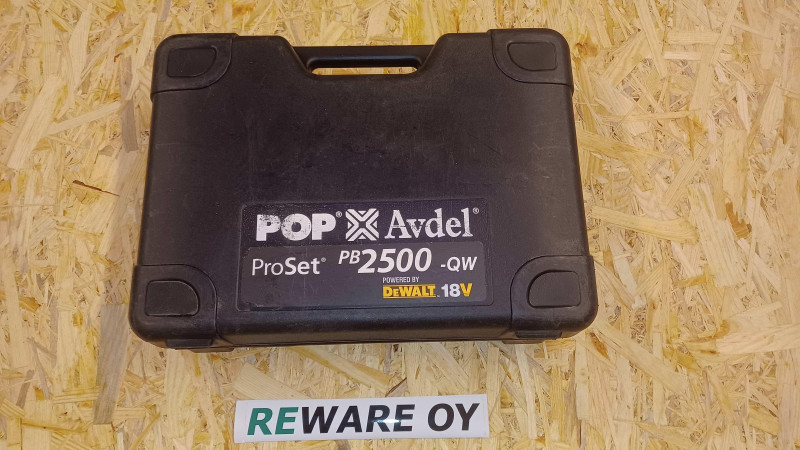 POP® Avdel®
ProSet® PB2500 -QW
POWERED BY
DEWALT. 18V
REWARE OY